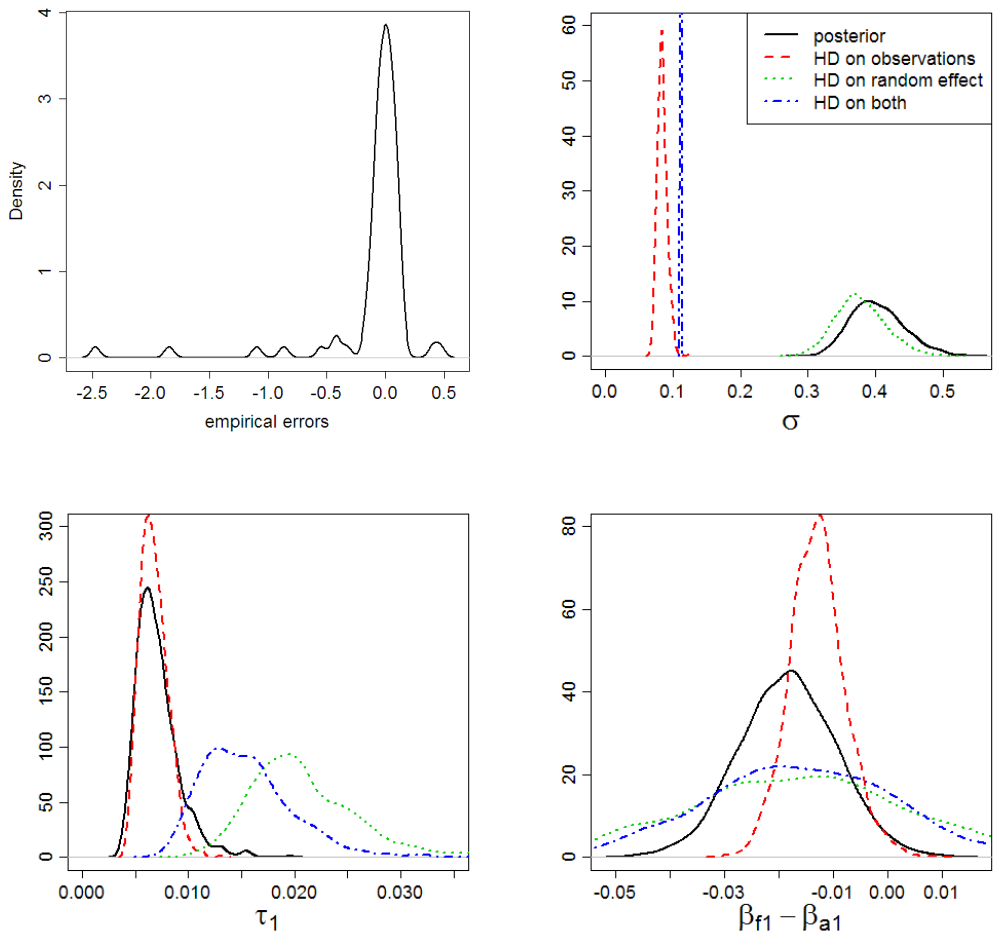 4
3
2
1
0
Density
-2.5 -2.0 -1.5 -1.0 -0.5 0.0 0.5
empirical errors
60
50
40
30
20
10
0
posterior
HD on observations
HD on random effect
HD on both
0.0 0.1 0.2 0.3 0.4 0.5
σ
300
250
200
150
100
50
0
0.000 0.010 0.020 0.030
τ1
80
60
40
20
0
-0.05 -0.03 -0.01 0.00 0.01
βf1 − βa1